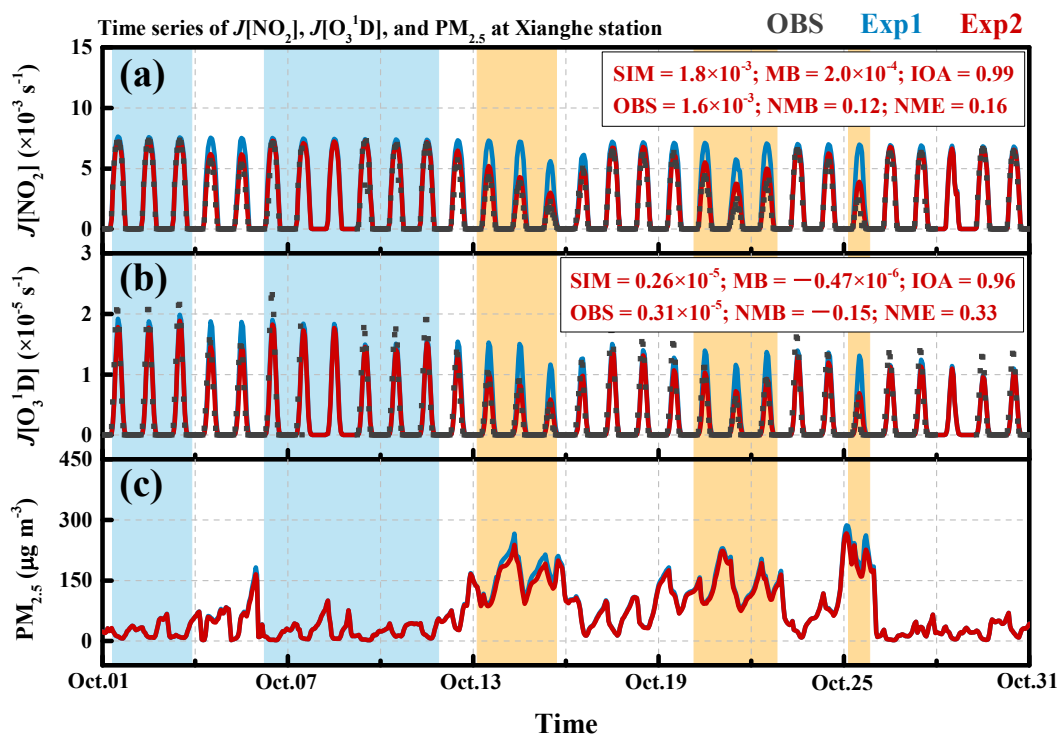 Time series of J[NO₂], J[O₃¹D], and PM₂.₅ at Xianghe station
OBS Exp1 Exp2
(a)
SIM = 1.8×10⁻³; MB = 2.0×10⁻⁴; IOA = 0.99
OBS = 1.6×10⁻³; NMB = 0.12; NME = 0.16
J[NO₂] (×10⁻³ s⁻¹)
15
10
5
0
(b)
SIM = 0.26×10⁻⁵; MB = －0.47×10⁻⁶; IOA = 0.96
OBS = 0.31×10⁻⁵; NMB = －0.15; NME = 0.33
J[O₃¹D] (×10⁻⁵ s⁻¹)
3
2
1
0
(c)
PM₂.₅ (μg m⁻³)
450
300
150
0
Oct.01 Oct.07 Oct.13 Oct.19 Oct.25 Oct.31
Time